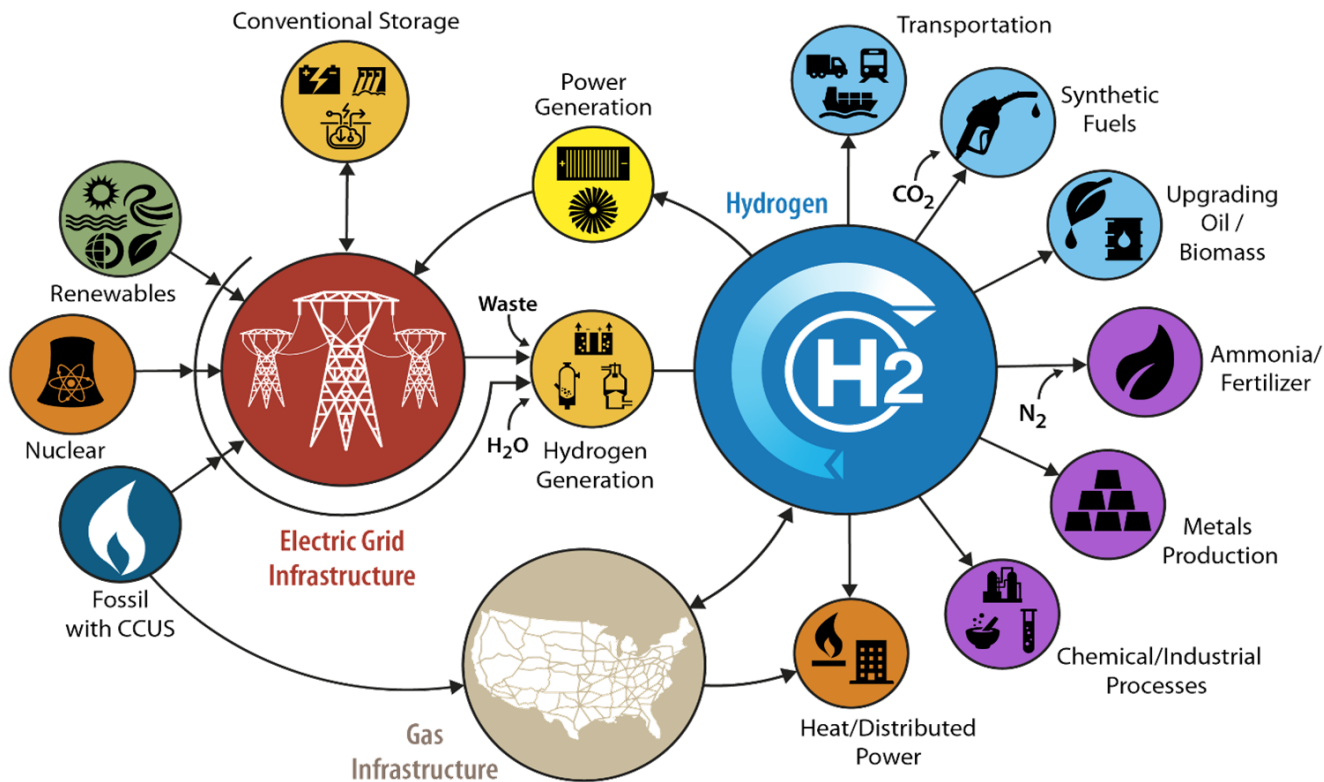 Conventional Storage
Transportation
Power
Generation
Synthetic
Fuels
CO₂
Hydrogen
Upgrading
Oil /
Biomass
Renewables
Waste
H2
Ammonia/
Fertilizer
N₂
Nuclear
H₂O
Hydrogen
Generation
Electric Grid
Infrastructure
Metals
Production
Fossil
with CCUS
Chemical/Industrial
Processes
Heat/Distributed
Power
Gas
Infrastructure